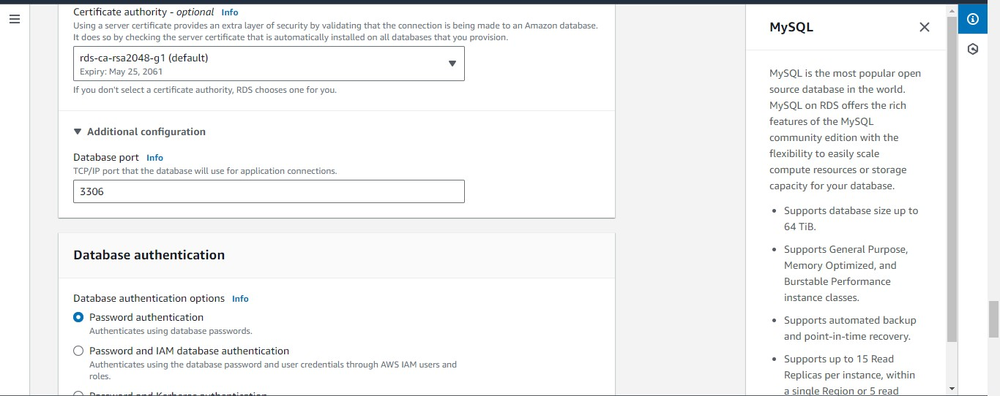 Certificate authority - optional Info
Using a server certificate provides an extra layer of security by validating that the connection is being made to an Amazon database.
It does so by checking the server certificate that is automatically installed on all databases that you provision.
rds-ca-rsa2048-g1 (default)
Expiry: May 25, 2061
If you don't select a certificate authority, RDS chooses one for you.
Additional configuration
Database port Info
TCP/IP port that the database will use for application connections.
3306
Database authentication
Database authentication options Info
Password authentication
Authenticates using database passwords.
Password and IAM database authentication
Authenticates using the database password and user credentials through AWS IAM users and
roles.
Password and Kerberos authentication
MySQL
MySQL is the most popular open
source database in the world.
MySQL on RDS offers the rich
features of the MySQL
community edition with the
flexibility to easily scale
compute resources or storage
capacity for your database.
• Supports database size up to
64 TiB.
• Supports General Purpose,
Memory Optimized, and
Burstable Performance
instance classes.
• Supports automated backup
and point-in-time recovery.
• Supports up to 15 Read
Replicas per instance, within
a single Region or 5 read